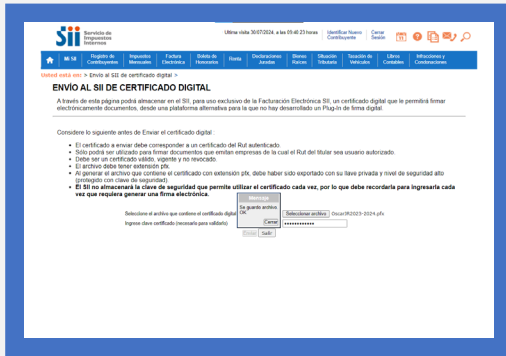 sii Servicio de
Impuestos
Internos
Ultima visita 30/07/2024, a las 09:40:23 horas
Identificar Nuevo
Contribuyente
Cerrar
Sesión
Mi SII
Registro de
Contribuyentes
Impuestos
Mensuales
Factura
Electrónica
Boleta de
Honorarios
Renta
Declaraciones
Juradas
Bienes
Raíces
Situación
Tributaria
Tasación de
Vehículos
Libros
Contables
Infracciones y
Condonaciones
Usted está en: > Envío al SII de certificado digital >
ENVÍO AL SII DE CERTIFICADO DIGITAL
A través de esta página podrá almacenar en el SII, para uso exclusivo de la Facturación Electrónica SII, un certificado digital que le permitirá firmar
electrónicamente documentos, desde una plataforma alternativa para la que no hay desarrollado un Plug-In de firma digital.
Considere lo siguiente antes de Enviar el certificado digital :
• El certificado a enviar debe corresponder a un certificado del Rut autenticado.
• Sólo podrá ser utilizado para firmar documentos que emitan empresas de la cual el Rut del titular sea usuario autorizado.
• Debe ser un certificado válido, vigente y no revocado.
• El archivo debe tener extensión pfx.
• Al generar el archivo que contiene el certificado con extensión pfx, debe haber sido exportado con su llave privada y nivel de seguridad alto
(protegido con clave de seguridad).
• El SII no almacenará la clave de seguridad que permite utilizar el certificado cada vez, por lo que debe recordarla para ingresarla cada
vez que requiera generar una firma electrónica.
Mensaje
Se guardo archivo.
OK
Cerrar
Seleccione el archivo que contiene el certificado digital
Seleccionar archivo
Ingrese clave certificado (necesario para validarlo)
Enviar Salir